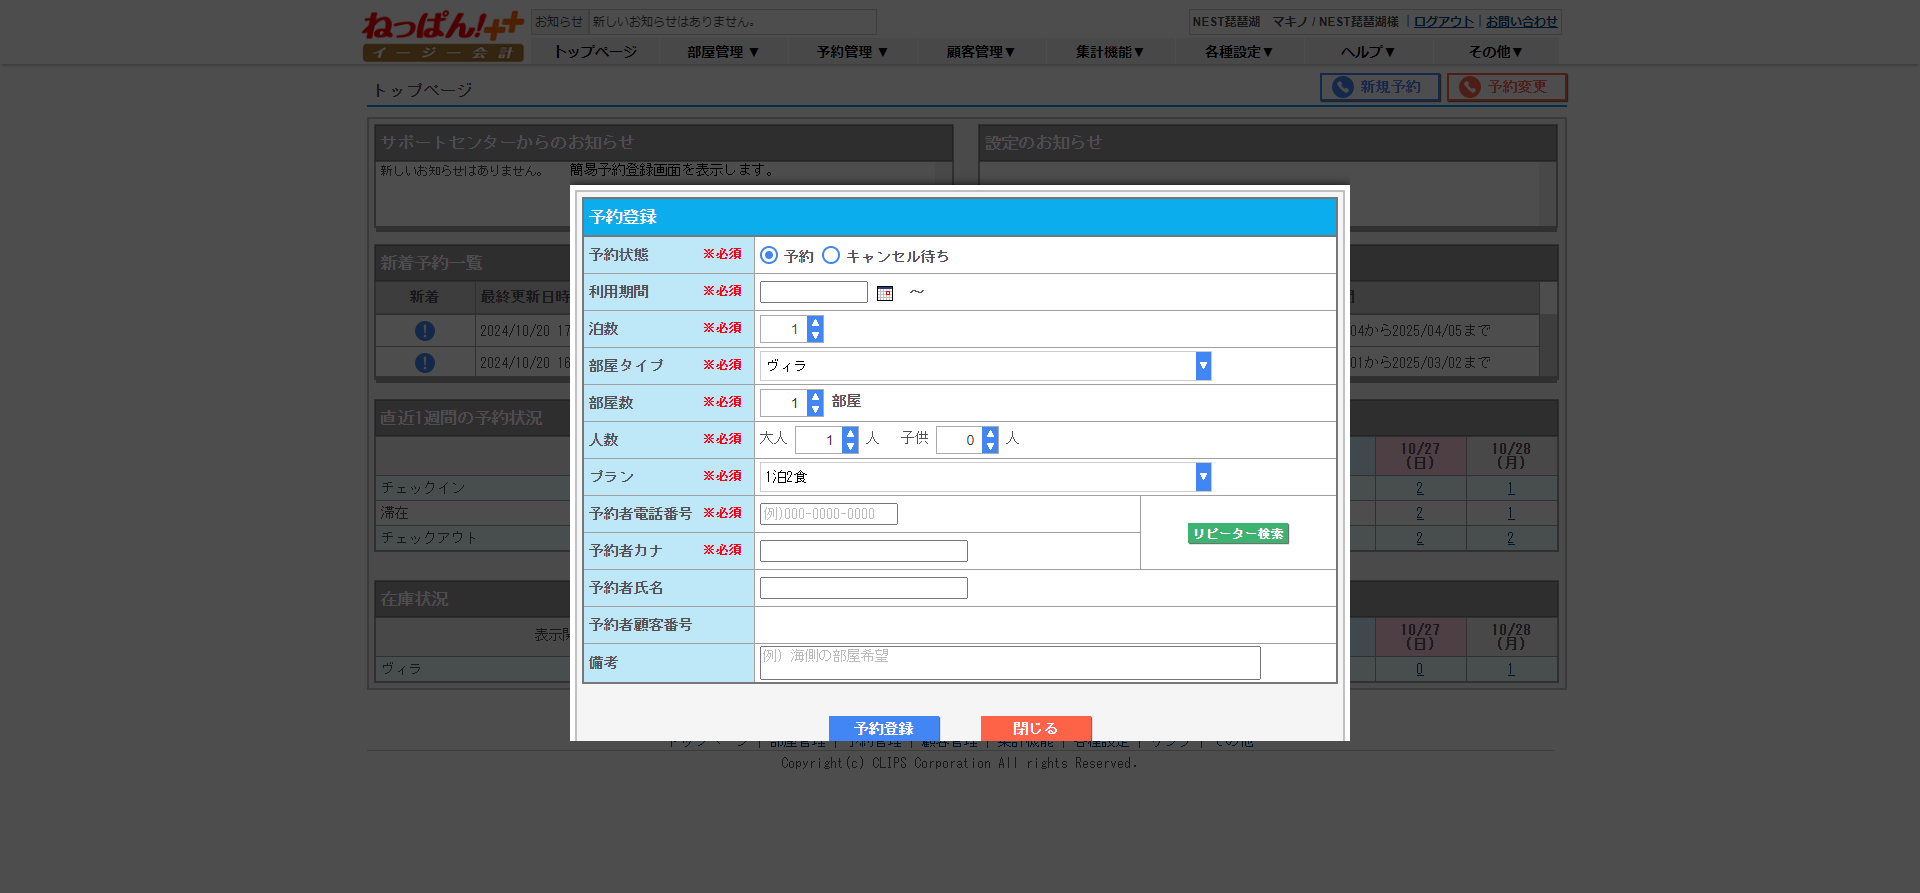 ねっぱん!++
イージー会計
お知らせ 新しいお知らせはありません。
NEST琵琶湖 マキノ / NEST琵琶湖様 | ログアウト | お問い合わせ
トップページ 部屋管理 ▼ 予約管理 ▼ 顧客管理▼ 集計機能▼ 各種設定▼ ヘルプ▼ その他▼
トップページ
新規予約 予約変更
サポートセンターからのお知らせ 設定のお知らせ
新しいお知らせはありません。
簡易予約登録画面を表示します。
新着予約一覧
新着 最終更新日時
2024/10/20 17 04から2025/04/05まで
2024/10/20 16 01から2025/03/02まで
直近1週間の予約状況
10/27 10/28
(日) (月)
チェックイン 2 1
滞在 2 1
チェックアウト 2 2
在庫状況
表示
10/27 10/28
(日) (月)
ヴィラ 0 1
予約登録
予約状態 ※必須 予約 キャンセル待ち
利用期間 ※必須 ～
泊数 ※必須 1
部屋タイプ ※必須 ヴィラ
部屋数 ※必須 1 部屋
人数 ※必須 大人 1 人 子供 0 人
プラン ※必須 1泊2食
予約者電話番号 ※必須 例)000-0000-0000
リピーター検索
予約者カナ ※必須
予約者氏名
予約者顧客番号
備考 例) 海側の部屋希望
予約登録 閉じる
トップページ | 部屋管理 | 予約管理 | 顧客管理 | 集計機能 | 各種設定 | | その他
Copyright(c) CLIPS Corporation All rights Reserved.